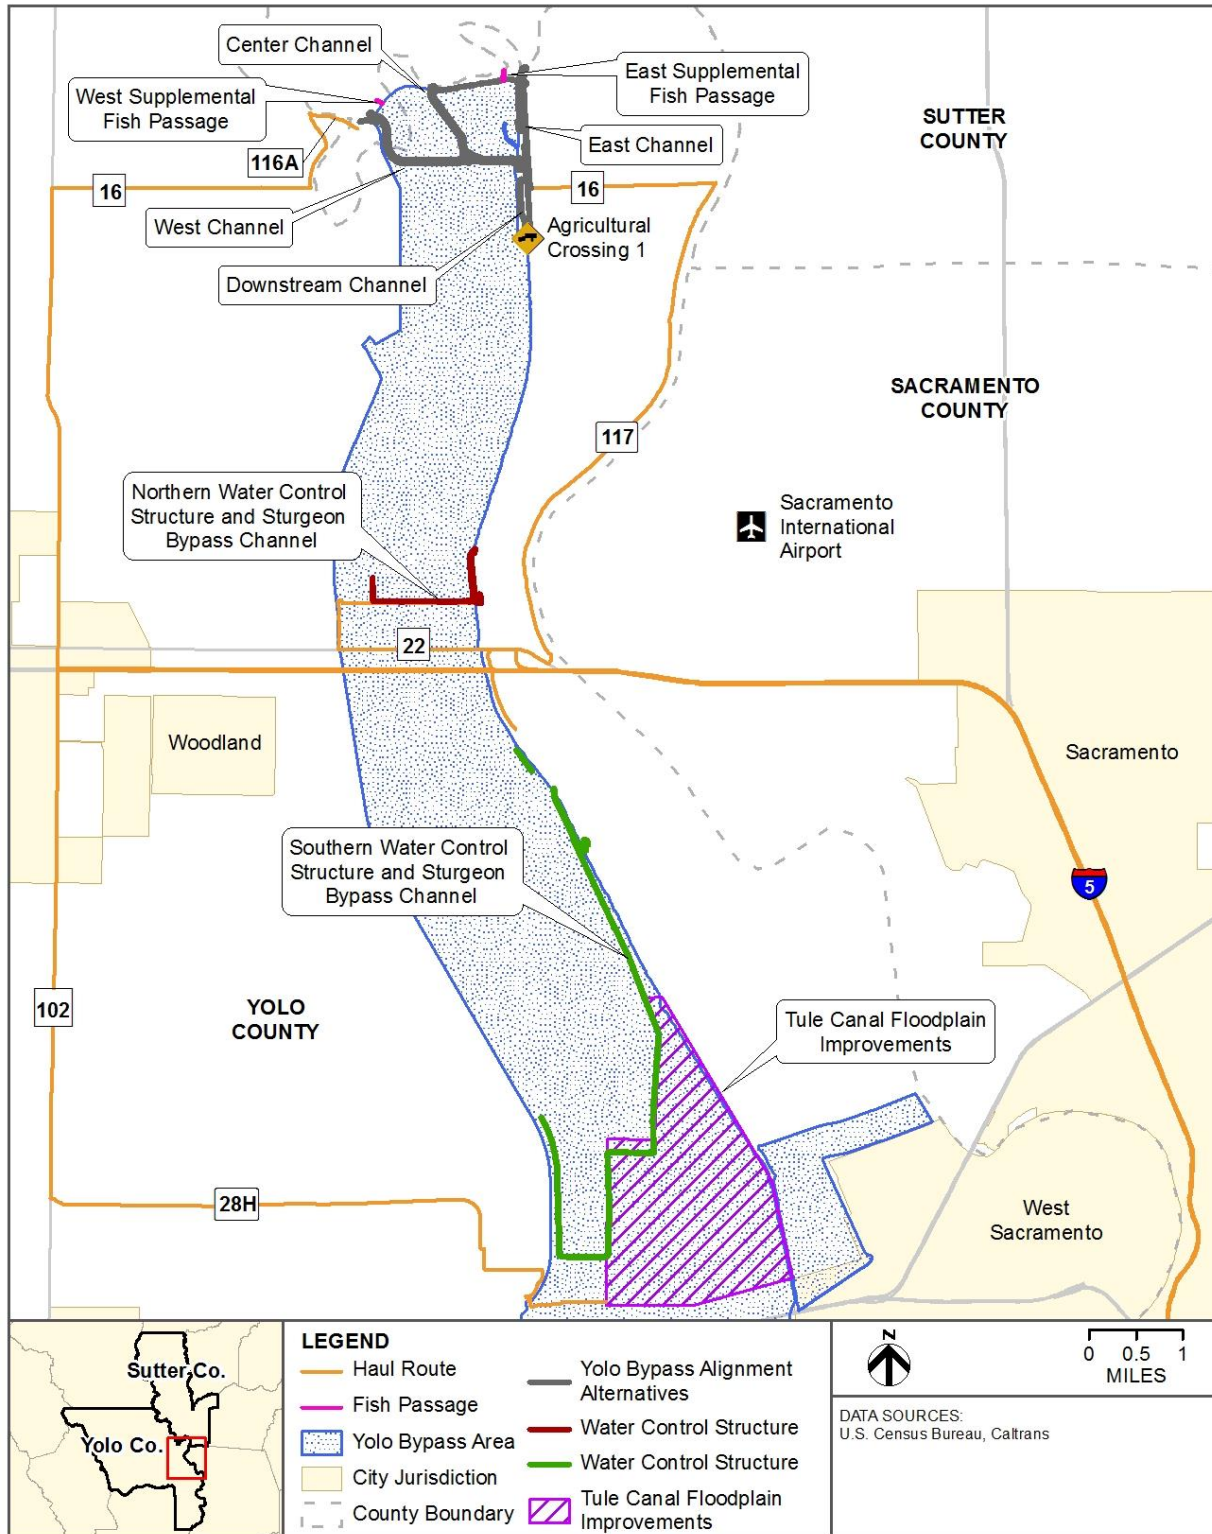 Center Channel
East Supplemental
Fish Passage
West Supplemental
Fish Passage
SUTTER
COUNTY
East Channel
116A
16
16
West Channel
Agricultural
Crossing 1
Downstream Channel
SACRAMENTO
COUNTY
117
Northern Water Control
Structure and Sturgeon
Bypass Channel
Sacramento
International
Airport
22
Woodland
Sacramento
Southern Water Control
Structure and Sturgeon
Bypass Channel
5
102
YOLO
COUNTY
Tule Canal Floodplain
Improvements
28H
West
Sacramento
Sutter Co.
Yolo Co.
LEGEND
Haul Route
Fish Passage
Yolo Bypass Area
City Jurisdiction
County Boundary
Yolo Bypass Alignment
Alternatives
Water Control Structure
Water Control Structure
Tule Canal Floodplain
Improvements
N
0 0.5 1
MILES
DATA SOURCES:
U.S. Census Bureau, Caltrans